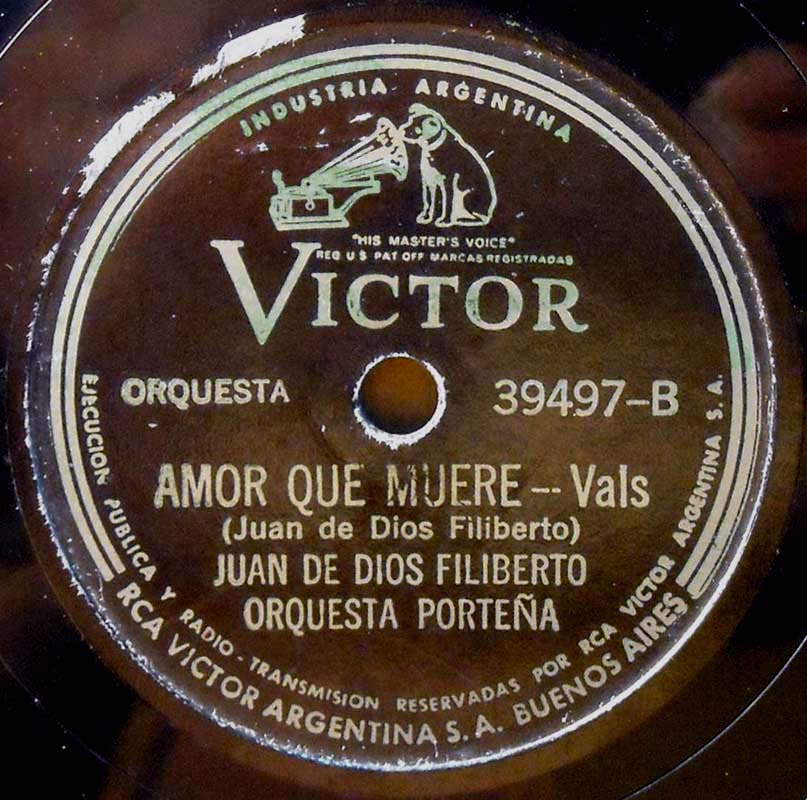 INDUSTRIA ARGENTINA
"HIS MASTER'S VOICE"
REG U S PAT OFF MARCAS REGISTRADAS
VICTOR
ORQUESTA
39497-B
AMOR QUE MUERE -- Vals
(Juan de Dios Filiberto)
JUAN DE DIOS FILIBERTO
ORQUESTA PORTEÑA
EJECUCION PUBLICA Y RADIO-TRANSMISION RESERVADAS POR RCA VICTOR ARGENTINA S.A.
RCA VICTOR ARGENTINA S.A. BUENOS AIRES